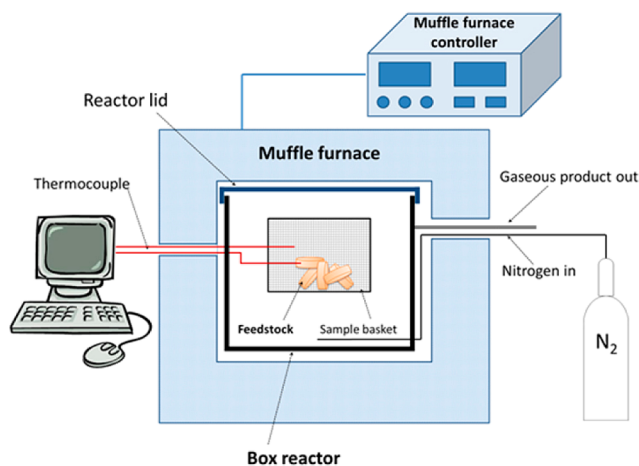 Muffle furnace
controller
Reactor lid
Muffle furnace
Gaseous product out
Thermocouple
Nitrogen in
Feedstock
Sample basket
N2
Box reactor